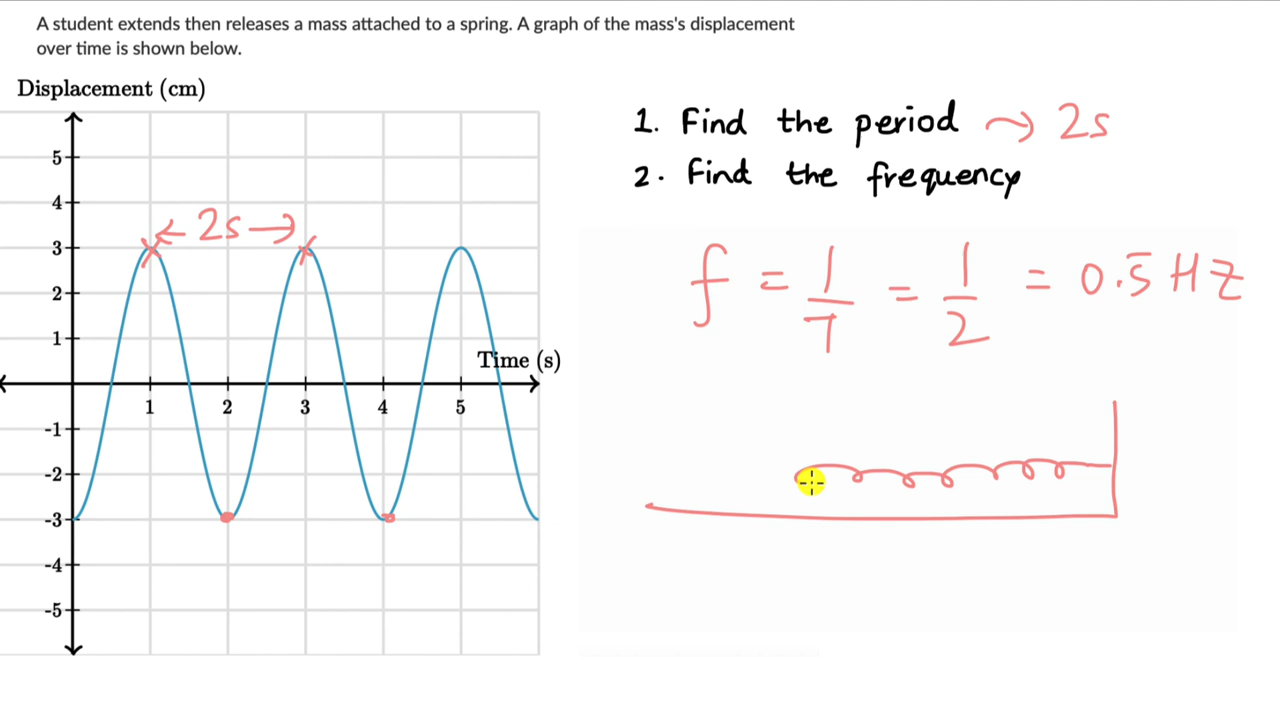 A student extends then releases a mass attached to a spring. A graph of the mass's displacement
over time is shown below.
Displacement (cm)
1. Find the period → 2s
2. Find the frequency
5
4
3
2
1
-1
-2
-3
-4
-5
← 2s →
Time (s)
1 2 3 4 5
f = 1/T = 1/2 = 0.5 HZ